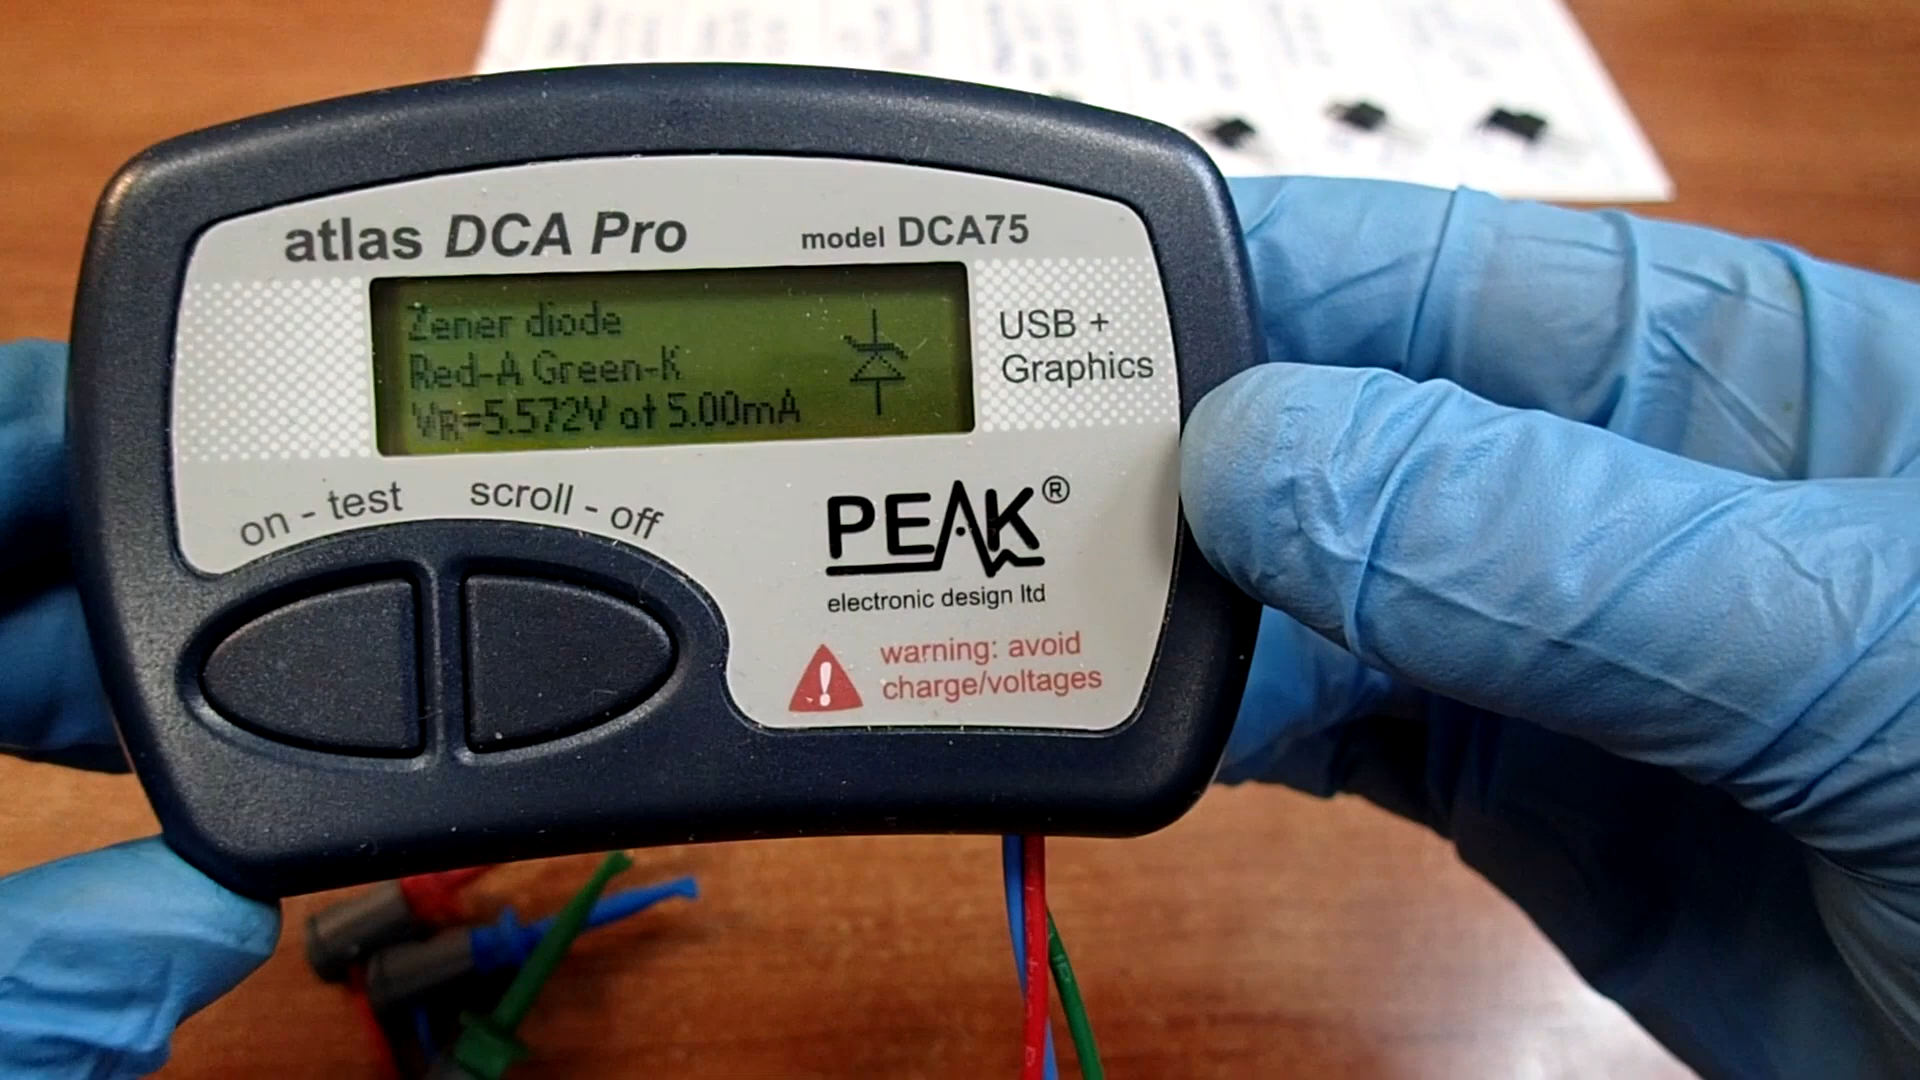 atlas DCA Pro
model DCA75
Zener diode
Red-A Green-K
VR=5.572V at 5.00mA
USB +
Graphics
on - test
scroll - off
PEAK®
electronic design ltd
warning: avoid
charge/voltages